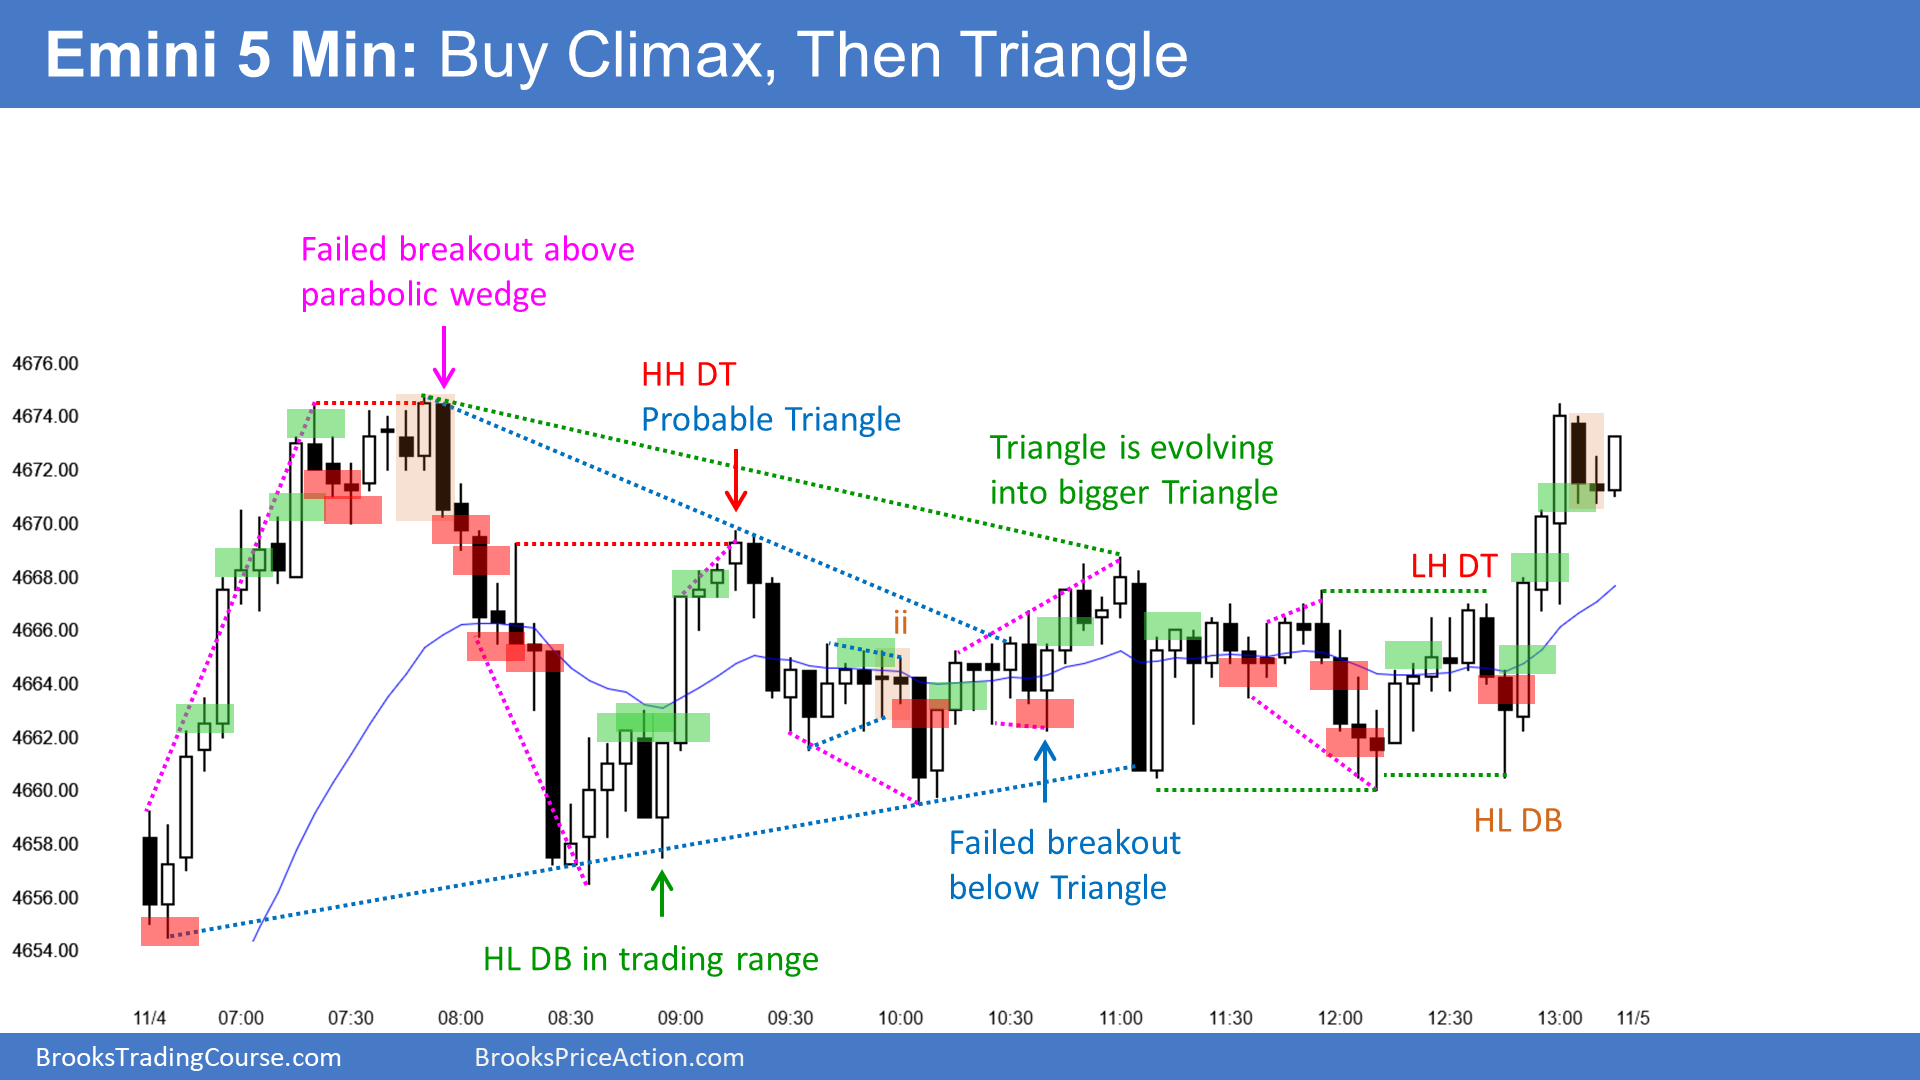 Emini 5 Min: Buy Climax, Then Triangle
Failed breakout above
parabolic wedge
HH DT
Probable Triangle
Triangle is evolving
into bigger Triangle
LH DT
ii
HL DB
Failed breakout
below Triangle
HL DB in trading range
4676.00
4674.00
4672.00
4670.00
4668.00
4666.00
4664.00
4662.00
4660.00
4658.00
4656.00
4654.00
11/4 07:00 07:30 08:00 08:30 09:00 09:30 10:00 10:30 11:00 11:30 12:00 12:30 13:00 11/5
BrooksTradingCourse.com BrooksPriceAction.com